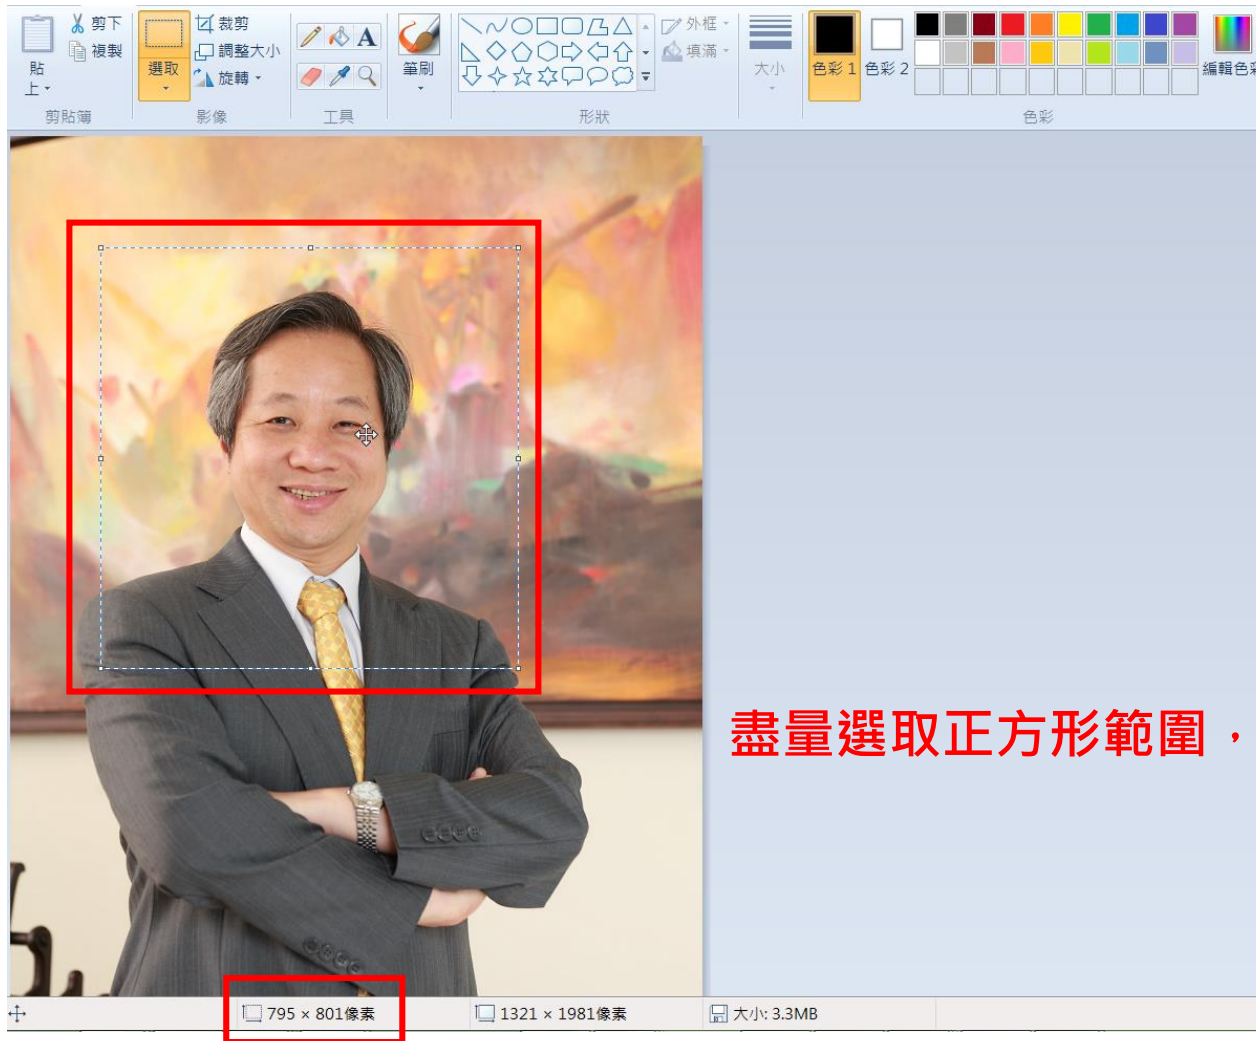 剪下
複製
貼
上
剪貼簿
選取
裁剪
調整大小
旋轉
影像
A
工具
筆刷
形狀
外框
填滿
大小
色彩 1
色彩 2
色彩
編輯色彩
盡量選取正方形範圍，
795 × 801像素
1321 × 1981像素
大小: 3.3MB